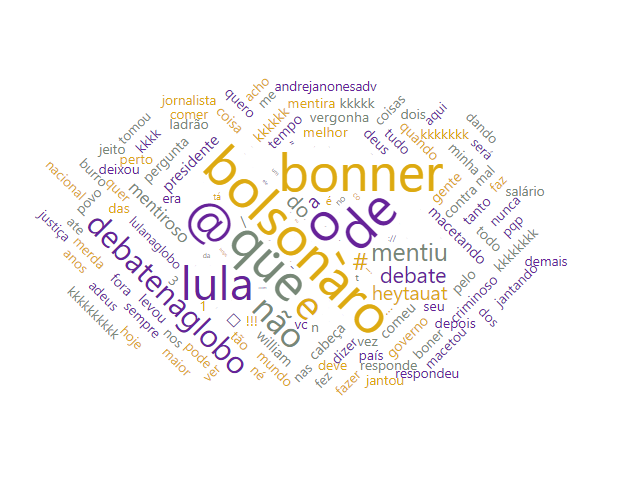 andrejanonesadv
acho
me
quero
jornalista
comer
coisa
ladrão
kkkkkk
tempo
mentira
kkkkk
vergonha
melhor
coisas
dois
deus
tudo
aqui
quando
kkkkkkk
dando
será
minha
tomou
kkkk
jeito
perto
pergunta
presidente
deixou
burro
quer
nacional
povo
das
era
mentiroso
bolsonaro
bonner
gente
contra
mal
faz
salário
nunca
tanto
macetando
pqp
todo
kkkkkkk
demais
do
a
é
no
o
de
@
que
lula
não
e
#
mentiu
debate
heytauat
justiça
ate
lulanaglobo
debatenaglobo
merda
anos
fora
3
adeus
levou
kkkkkkkkkk
sempre
hoje
nos
maior
pode
ver
tão
1
!!!
william
mundo
né
vc
n
cabeça
nas
fez
dizer
deve
fazer
vez
país
comeu
responde
jantou
governo
respondeu
boner
seu
pelo
depois
macetou
criminoso
dos
jantando
t
://
tá